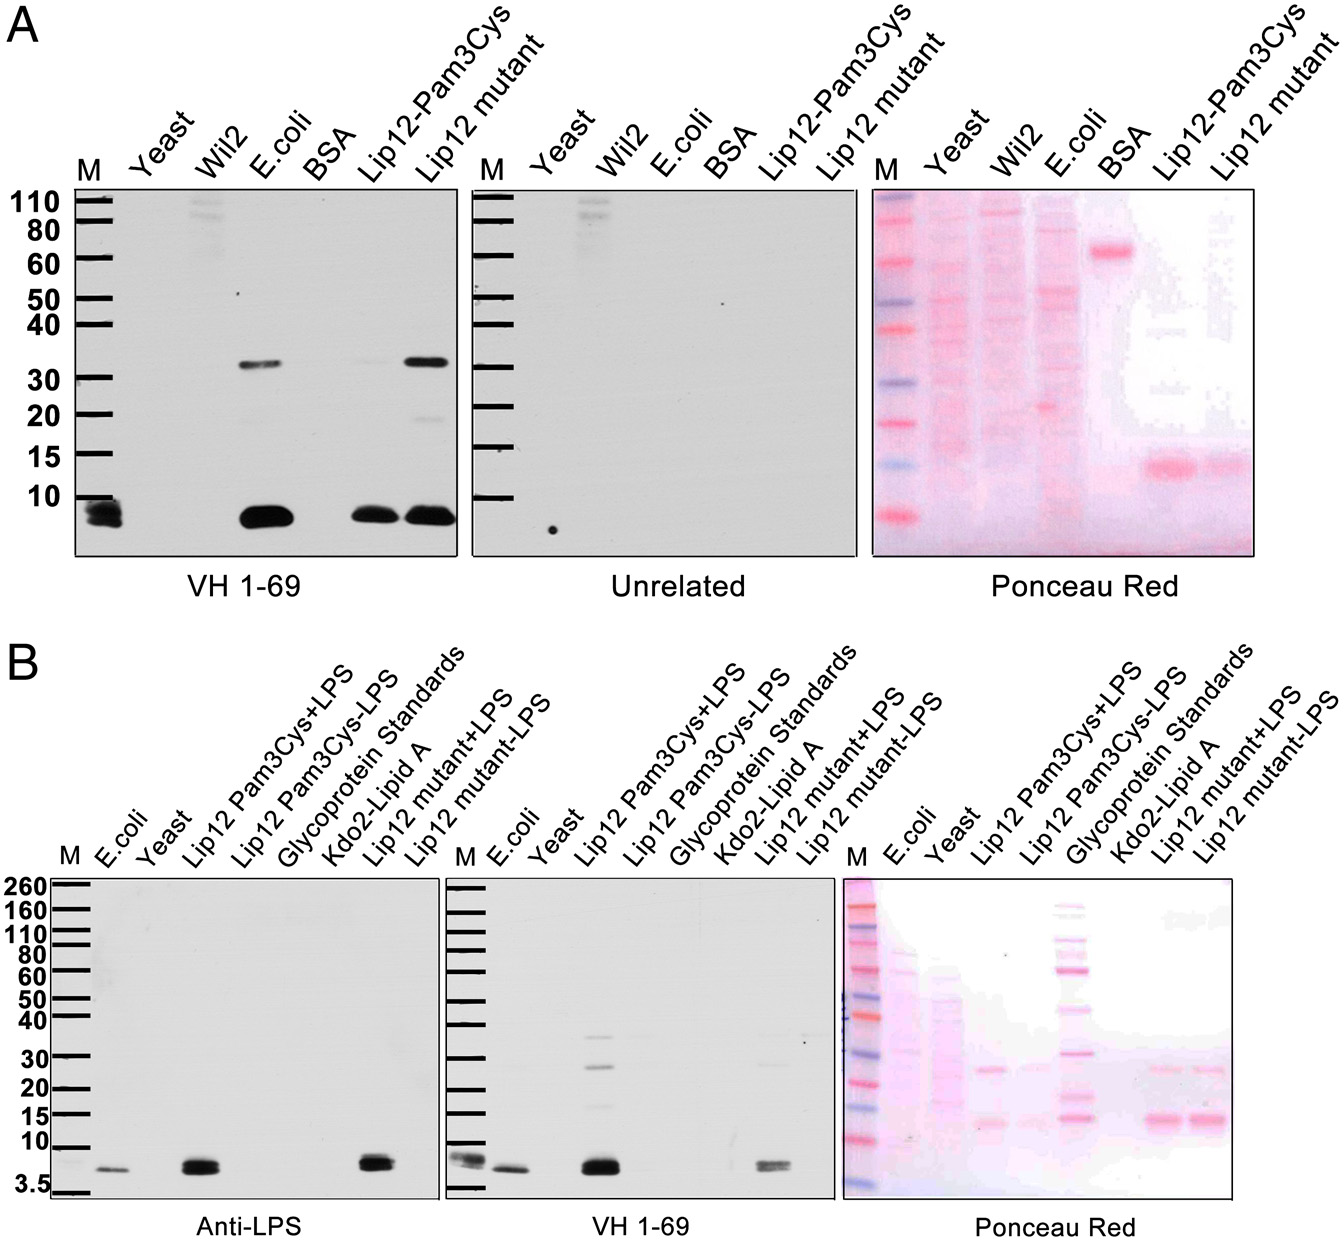 A
M Yeast Wil2 E.coli BSA Lip12-Pam3Cys Lip12 mutant
M Yeast Wil2 E.coli BSA Lip12-Pam3Cys Lip12 mutant
M Yeast Wil2 E.coli BSA Lip12-Pam3Cys Lip12 mutant
110
80
60
50
40
30
20
15
10
VH 1-69
Unrelated
Ponceau Red
B
M E.coli Yeast Lip12 Pam3Cys+LPS Lip12 Pam3Cys-LPS Glycoprotein Standards Kdo2-Lipid A Lip12 mutant+LPS Lip12 mutant-LPS
M E.coli Yeast Lip12 Pam3Cys+LPS Lip12 Pam3Cys-LPS Glycoprotein Standards Kdo2-Lipid A Lip12 mutant+LPS Lip12 mutant-LPS
M E.coli Yeast Lip12 Pam3Cys+LPS Lip12 Pam3Cys-LPS Glycoprotein Standards Kdo2-Lipid A Lip12 mutant+LPS Lip12 mutant-LPS
260
160
110
80
60
50
40
30
20
15
10
3.5
Anti-LPS
VH 1-69
Ponceau Red